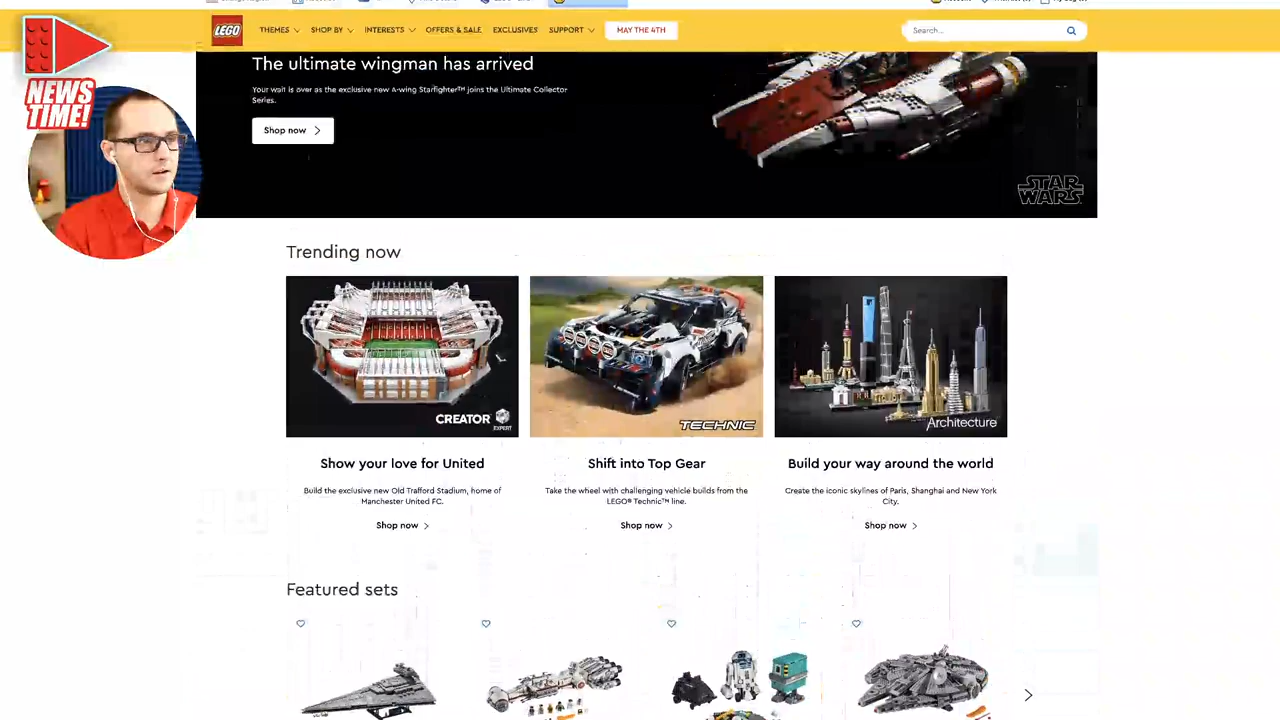 LEGO
THEMES
SHOP BY
INTERESTS
OFFERS & SALE
EXCLUSIVES
SUPPORT
MAY THE 4TH
Search...
NEWS
TIME!
The ultimate wingman has arrived
Your wait is over as the exclusive new A-wing Starfighter™ joins the Ultimate Collector
Series.
Shop now
STAR
WARS
Trending now
CREATOR
EXPERT
TECHNIC
Architecture
Show your love for United
Build the exclusive new Old Trafford Stadium, home of
Manchester United FC.
Shop now
Shift into Top Gear
Take the wheel with challenging vehicle builds from the
LEGO® Technic™ line.
Shop now
Build your way around the world
Create the iconic skylines of Paris, Shanghai and New York
City.
Shop now
Featured sets